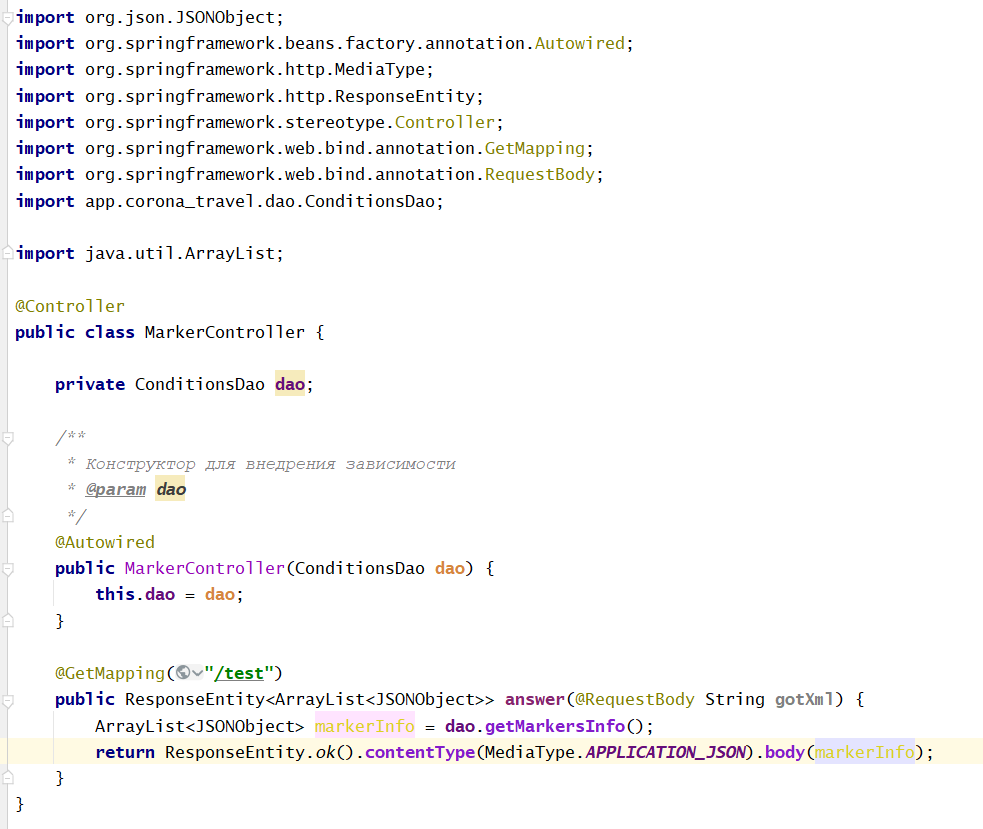 import org.json.JSONObject;
import org.springframework.beans.factory.annotation.Autowired;
import org.springframework.http.MediaType;
import org.springframework.http.ResponseEntity;
import org.springframework.stereotype.Controller;
import org.springframework.web.bind.annotation.GetMapping;
import org.springframework.web.bind.annotation.RequestBody;
import app.corona_travel.dao.ConditionsDao;
import java.util.ArrayList;
@Controller
public class MarkerController {
private ConditionsDao dao;
/**
* Конструктор для внедрения зависимости
* @param dao
*/
@Autowired
public MarkerController(ConditionsDao dao) {
this.dao = dao;
}
@GetMapping("/test")
public ResponseEntity<ArrayList<JSONObject>> answer(@RequestBody String gotXml) {
ArrayList<JSONObject> markerInfo = dao.getMarkersInfo();
return ResponseEntity.ok().contentType(MediaType.APPLICATION_JSON).body(markerInfo);
}
}